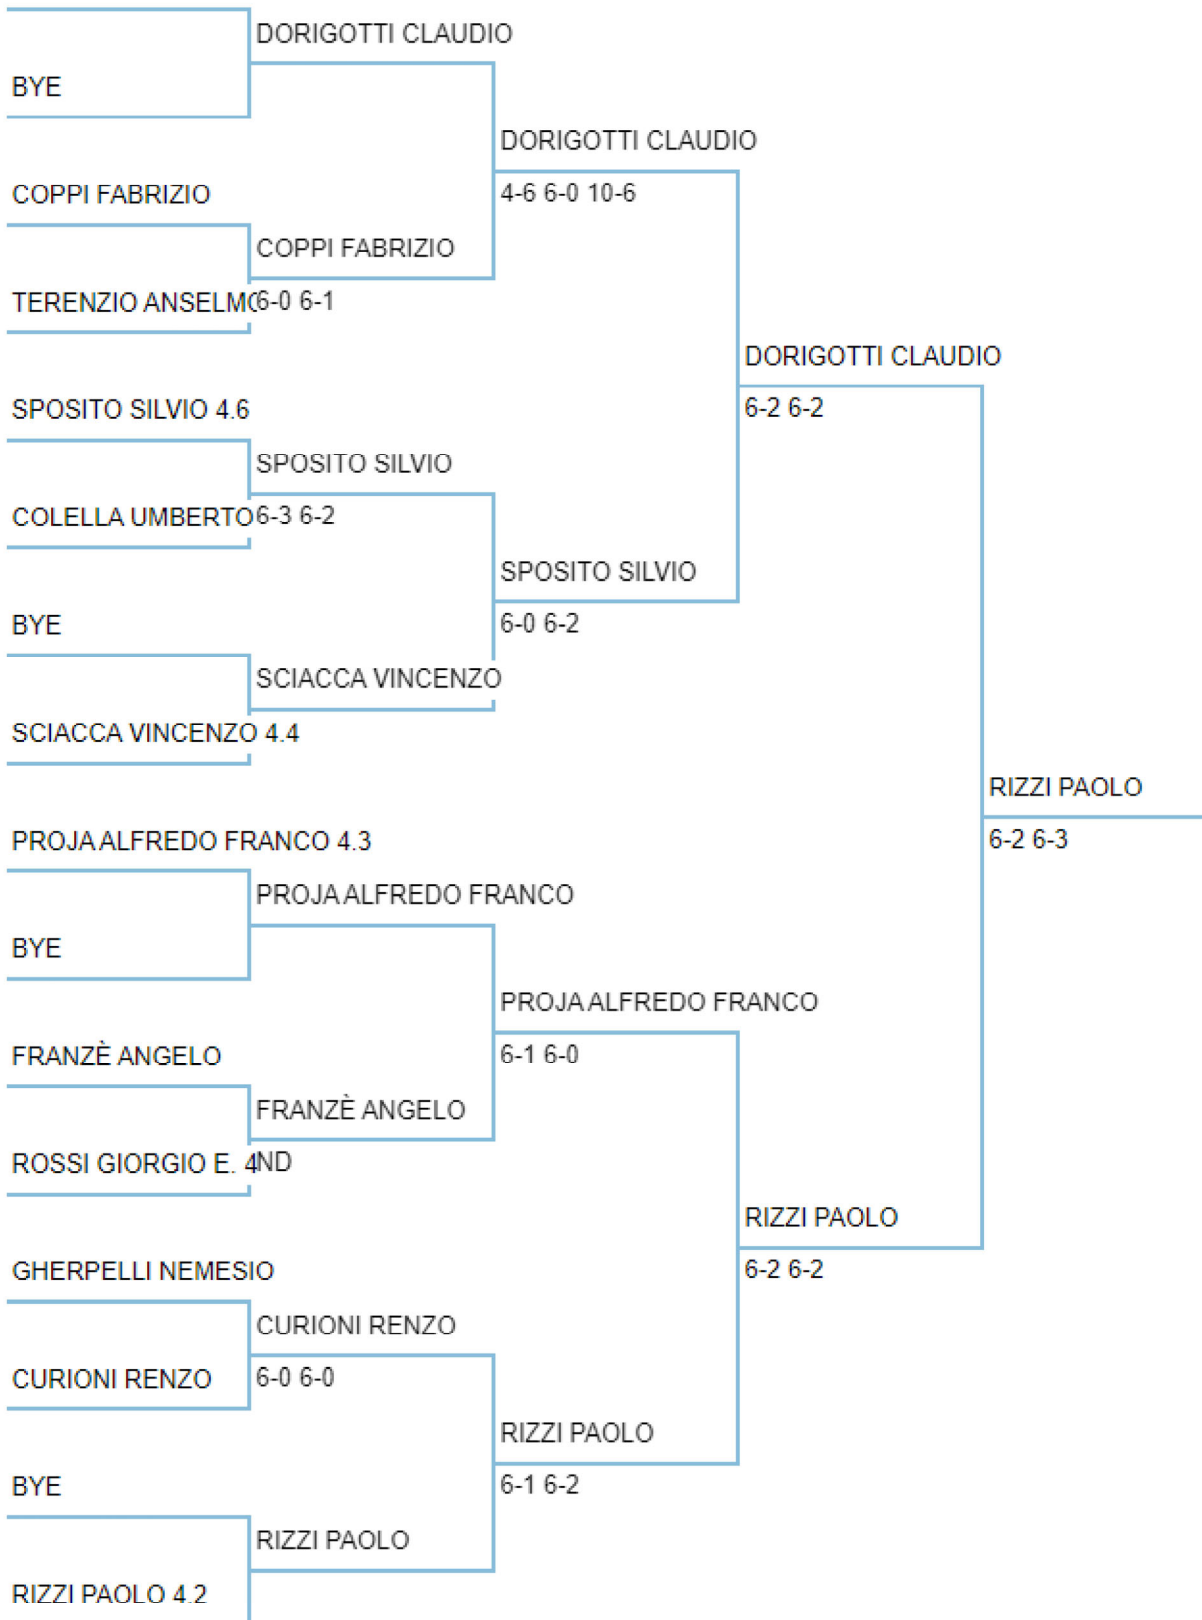 DORIGOTTI CLAUDIO
BYE
DORIGOTTI CLAUDIO
COPPI FABRIZIO
4-6 6-0 10-6
COPPI FABRIZIO
TERENZIO ANSELMO
6-0 6-1
DORIGOTTI CLAUDIO
SPOSITO SILVIO 4.6
6-2 6-2
SPOSITO SILVIO
COLELLA UMBERTO
6-3 6-2
SPOSITO SILVIO
BYE
6-0 6-2
SCIACCA VINCENZO
SCIACCA VINCENZO 4.4
RIZZI PAOLO
PROJA ALFREDO FRANCO 4.3
6-2 6-3
PROJA ALFREDO FRANCO
BYE
PROJA ALFREDO FRANCO
FRANZÈ ANGELO
6-1 6-0
FRANZÈ ANGELO
ROSSI GIORGIO E. 4
ND
RIZZI PAOLO
GHERPELLI NEMESIO
6-2 6-2
CURIONI RENZO
CURIONI RENZO
6-0 6-0
RIZZI PAOLO
BYE
6-1 6-2
RIZZI PAOLO
RIZZI PAOLO 4.2